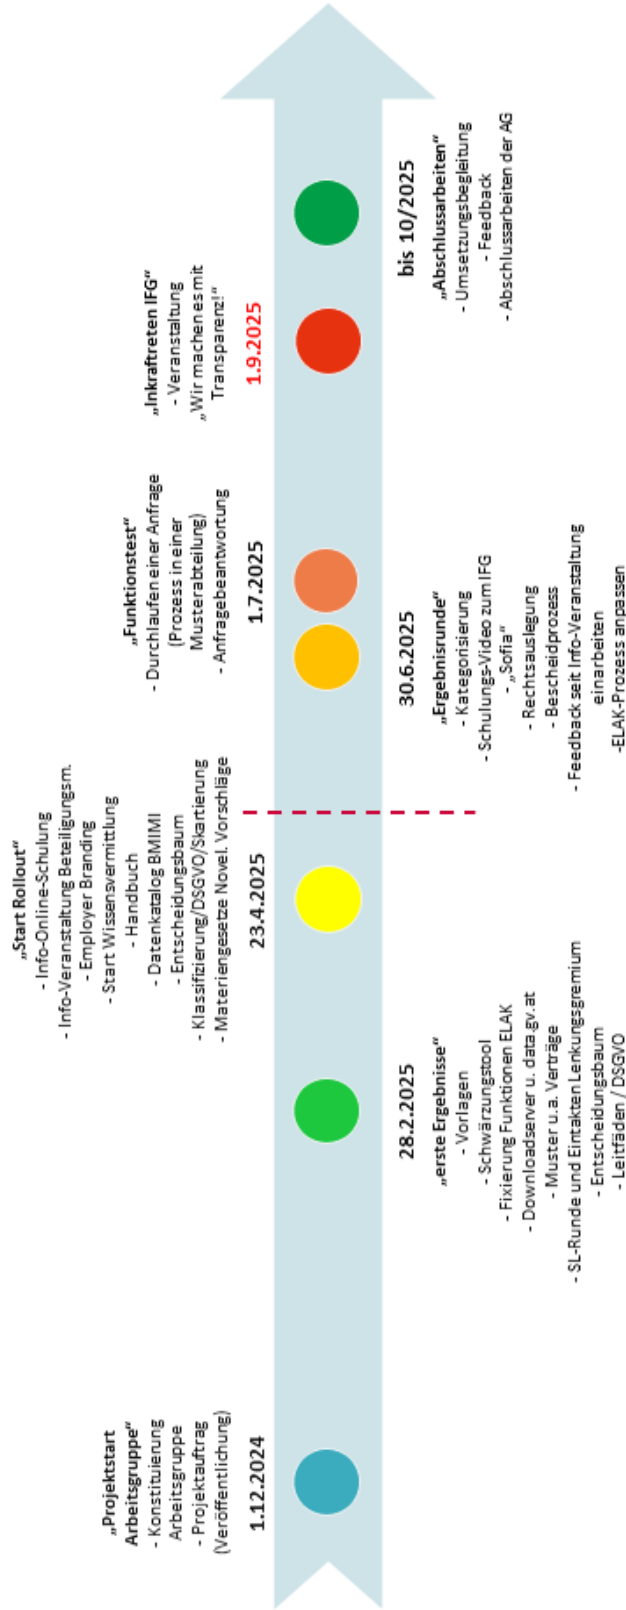 „Projektstart
Arbeitsgruppe“
- Konstituierung
Arbeitsgruppe
- Projektauftrag
(Veröffentlichung)
1.12.2024
28.2.2025
„erste Ergebnisse“
- Vorlagen
- Schwärzungstool
- Fixierung Funktionen ELAK
- Downloadserver u. data.gv.at
- Muster u.a. Verträge
- SL-Runde und Eintakten Lenkungsgremium
- Entscheidungsbaum
- Leitfäden / DSGVO
„Start Rollout“
- Info-Online-Schulung
- Info-Veranstaltung Beteiligungsm.
- Employer Branding
- Start Wissensvermittlung
- Handbuch
- Datenkatalog BMIMI
- Entscheidungsbaum
- Klassifizierung/DSGVO/Skartierung
- Materiengesetze Novel. Vorschläge
23.4.2025
30.6.2025
„Ergebnisrunde“
- Kategorisierung
- Schulungs-Video zum IFG
- „Sofia“
- Rechtsauslegung
- Bescheidprozess
- Feedback seit Info-Veranstaltung
einarbeiten
-ELAK-Prozess anpassen
„Funktionstest“
- Durchlaufen einer Anfrage
(Prozess in einer
Musterabteilung)
- Anfragebeantwortung
1.7.2025
„Inkraftreten IFG“
- Veranstaltung
„Wir machen es mit
Transparenz!“
1.9.2025
bis 10/2025
„Abschlussarbeiten“
- Umsetzungsbegleitung
- Feedback
- Abschlussarbeiten der AG